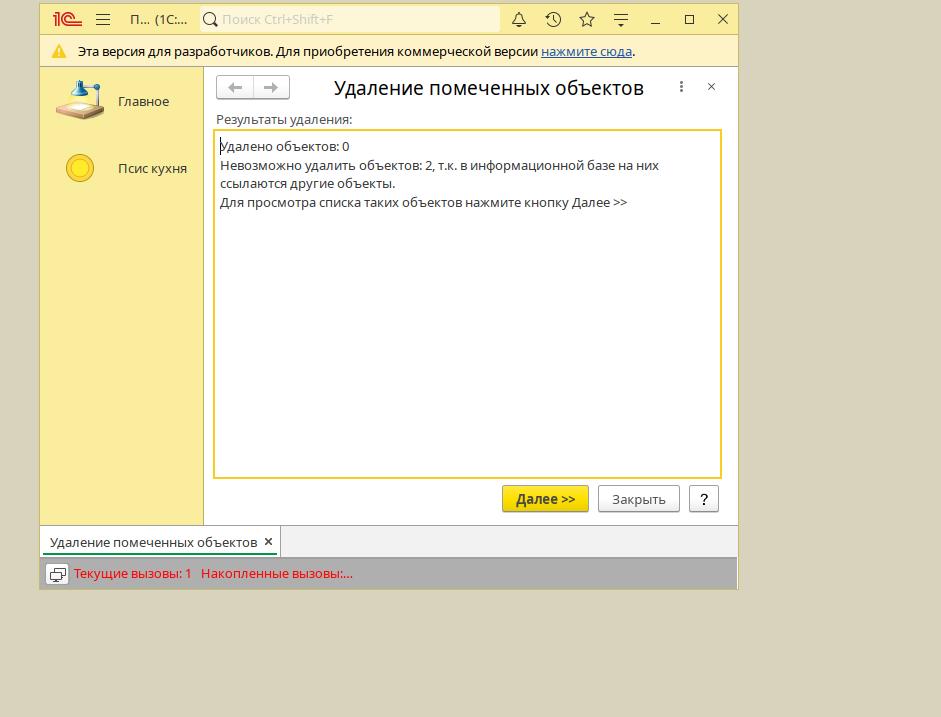 1С П... (1С:... Поиск Ctrl+Shift+F
Эта версия для разработчиков. Для приобретения коммерческой версии нажмите сюда.
Главное
Псис кухня
Удаление помеченных объектов
Результаты удаления:
Удалено объектов: 0
Невозможно удалить объектов: 2, т.к. в информационной базе на них
ссылаются другие объекты.
Для просмотра списка таких объектов нажмите кнопку Далее >>
Далее >> Закрыть ?
Удаление помеченных объектов
Текущие вызовы: 1 Накопленные вызовы:...